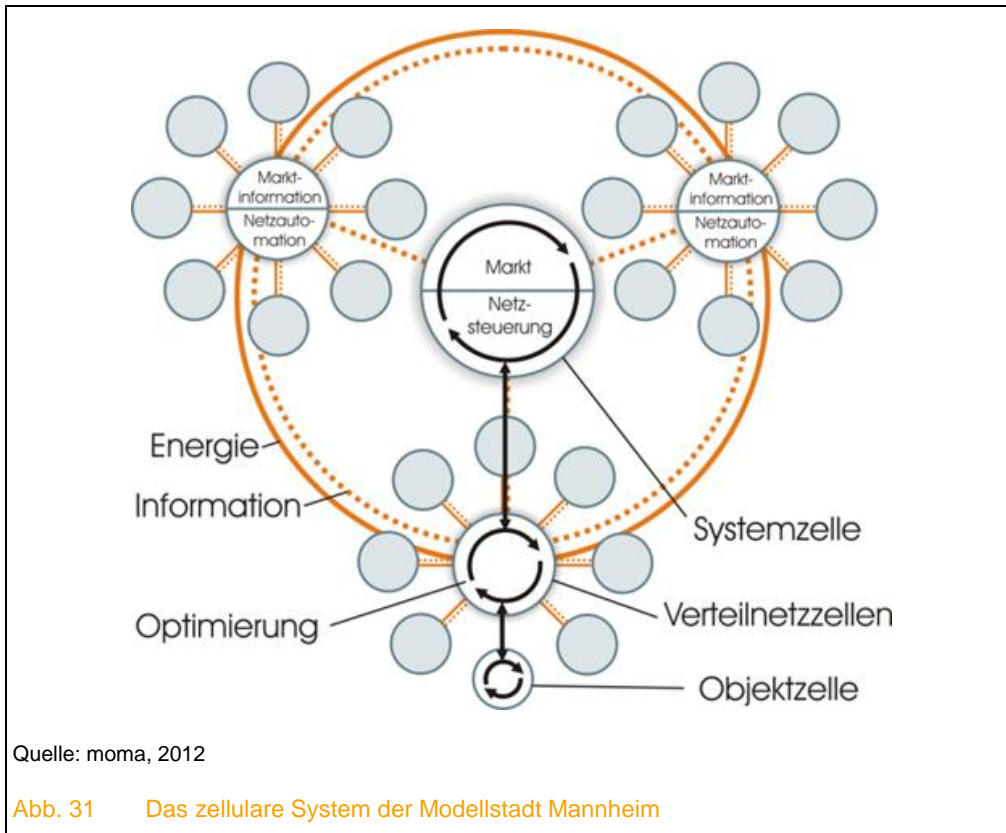 Markt-
information
Netzauto-
mation
Markt-
information
Netzauto-
mation
Markt
Netz-
steuerung
Energie
Information
Systemzelle
Optimierung
Verteilnetzzellen
Objektzelle
Quelle: moma, 2012
Abb. 31 Das zellulare System der Modellstadt Mannheim